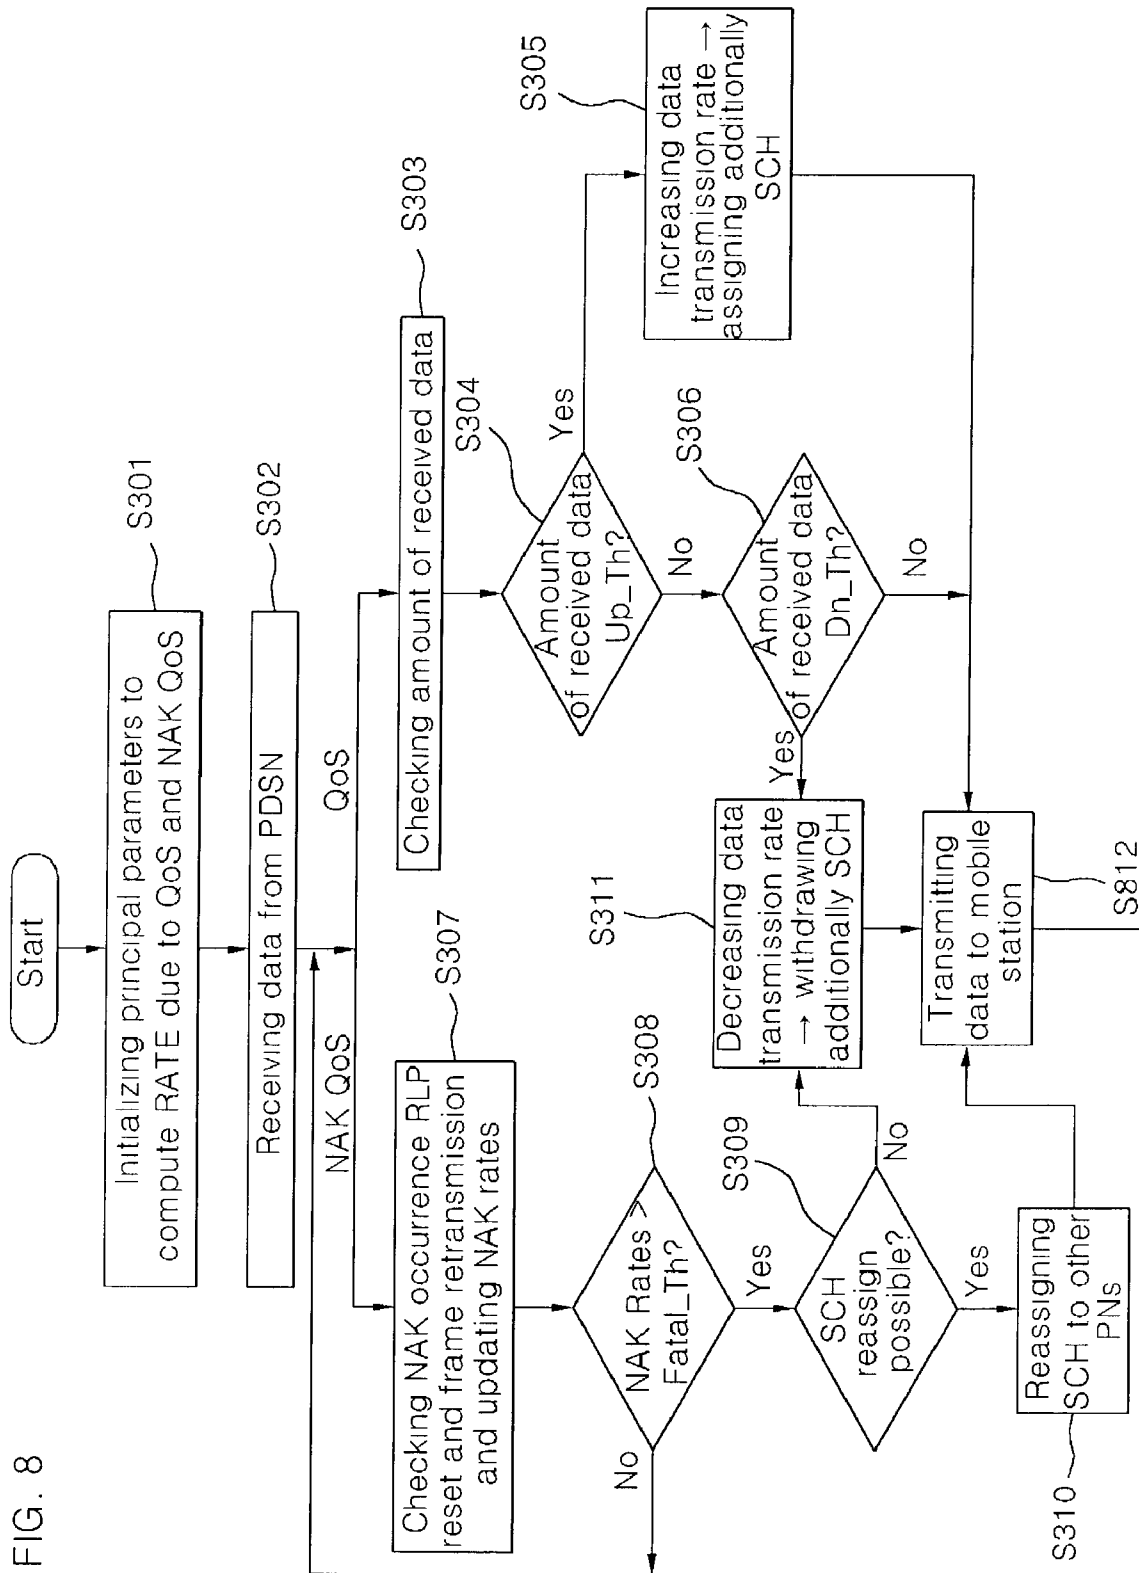 FIG. 8
Start
Initializing principal parameters to
compute RATE due to QoS and NAK QoS
S301
Receiving data from PDSN
S302
NAK QoS
QoS
Checking NAK occurrence RLP
reset and frame retransmission
and updating NAK rates
S307
Checking amount of received data
S303
NAK Rates >
Fatal_Th?
S308
No
Yes
Amount
of received data
Up_Th?
S304
Yes
No
Increasing data
transmission rate →
assigning additionally
SCH
S305
SCH
reassign
possible?
S309
No
Yes
Amount
of received data
Dn_Th?
S306
Yes
No
Decreasing data
transmission rate
→ withdrawing
additionally SCH
S311
Reassigning
SCH to other
PNs
S310
Transmitting
data to mobile
station
S812